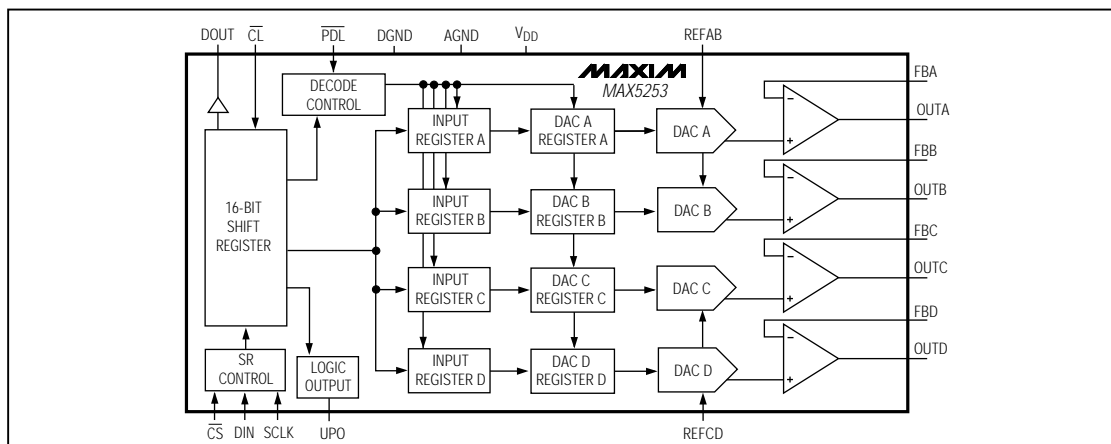 DOUT CL PDL DGND AGND VDD REFAB
MAXIM
MAX5253
DECODE
CONTROL
16-BIT
SHIFT
REGISTER
SR
CONTROL
LOGIC
OUTPUT
INPUT
REGISTER A
DAC A
REGISTER A
DAC A
INPUT
REGISTER B
DAC B
REGISTER B
DAC B
INPUT
REGISTER C
DAC C
REGISTER C
DAC C
INPUT
REGISTER D
DAC D
REGISTER D
DAC D
FBA
-
+
OUTA
FBB
-
+
OUTB
FBC
-
+
OUTC
FBD
-
+
OUTD
CS DIN SCLK UPO REFCD